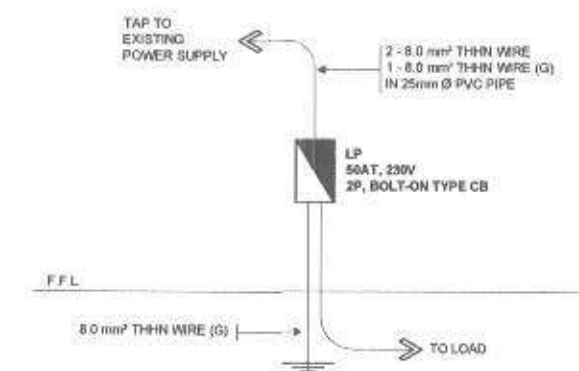 TAP TO
EXISTING
POWER SUPPLY
2 - 8.0 mm² THHN WIRE
1 - 8.0 mm² THHN WIRE (G)
IN 25mm Ø PVC PIPE
LP
50AT, 230V
2P, BOLT-ON TYPE CB
F.F.L
8.0 mm² THHN WIRE (G)
TO LOAD